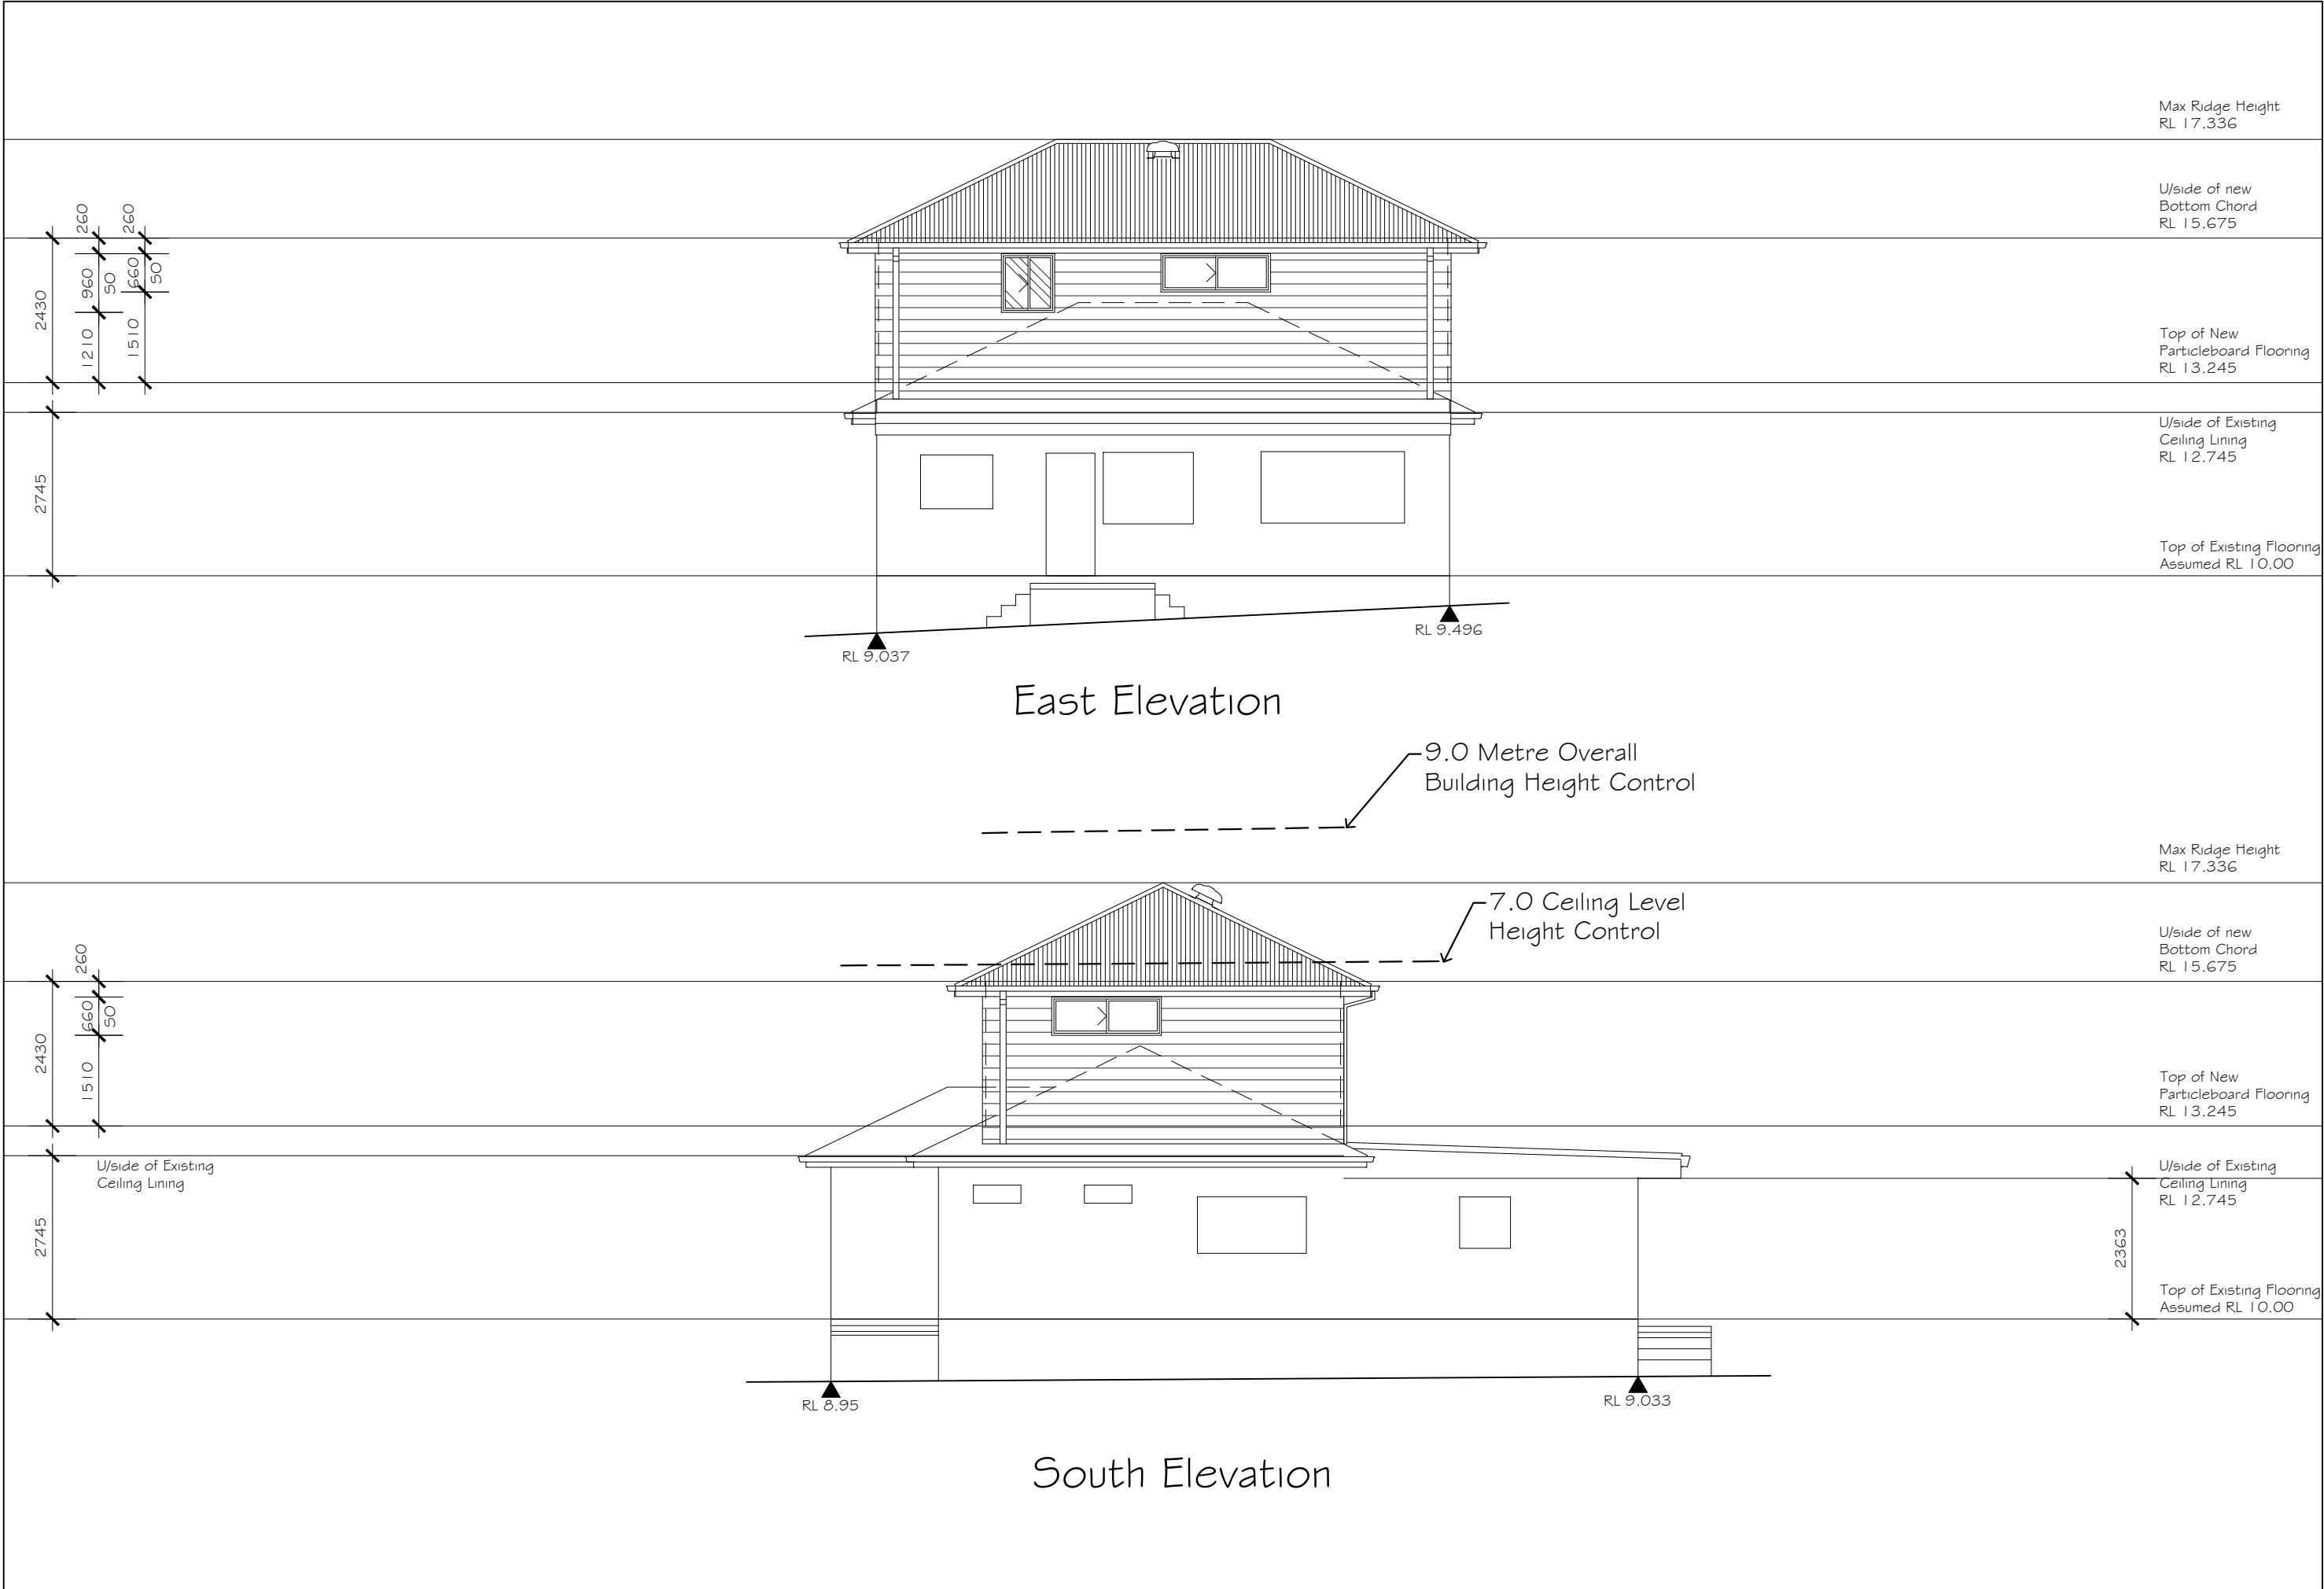 Max Ridge Height
RL 17.336
U/side of new
Bottom Chord
RL 15.675
260
260
960
50
660
50
2430
1210
1510
Top of New
Particleboard Flooring
RL 13.245
U/side of Existing
Ceiling Lining
RL 12.745
2745
Top of Existing Flooring
Assumed RL 10.00
RL 9.496
RL 9.037
East Elevation
9.0 Metre Overall
Building Height Control
Max Ridge Height
RL 17.336
7.0 Ceiling Level
Height Control
U/side of new
Bottom Chord
RL 15.675
260
660
50
2430
1510
Top of New
Particleboard Flooring
RL 13.245
U/side of Existing
Ceiling Lining
U/side of Existing
Ceiling Lining
RL 12.745
2745
2363
Top of Existing Flooring
Assumed RL 10.00
RL 8.95
RL 9.033
South Elevation